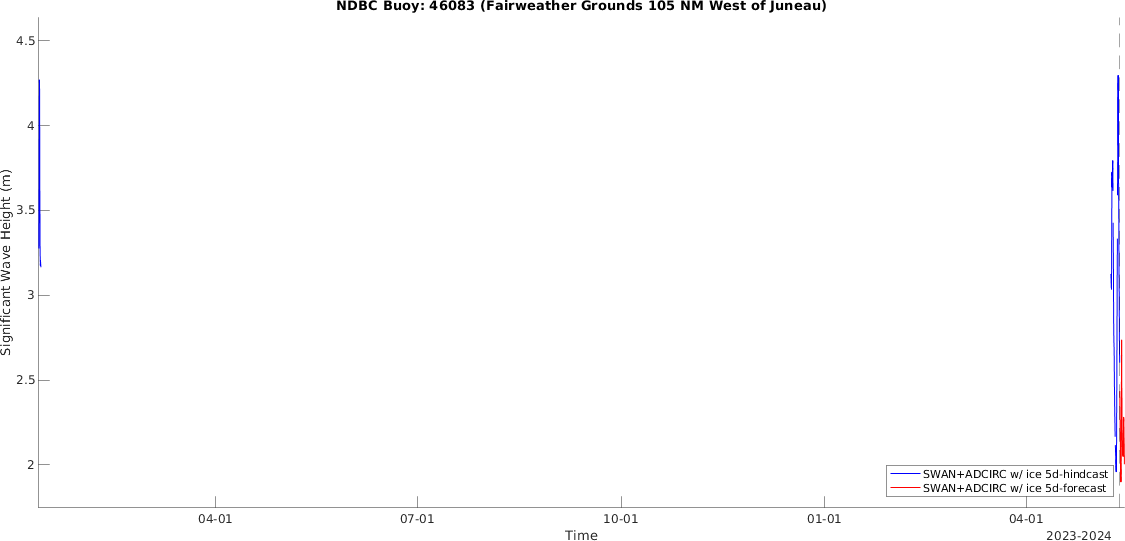 NDBC Buoy: 46083 (Fairweather Grounds 105 NM West of Juneau)
Significant Wave Height (m)
4.5
4
3.5
3
2.5
2
04-01
07-01
10-01
01-01
04-01
Time
2023-2024
SWAN+ADCIRC w/ ice 5d-hindcast
SWAN+ADCIRC w/ ice 5d-forecast